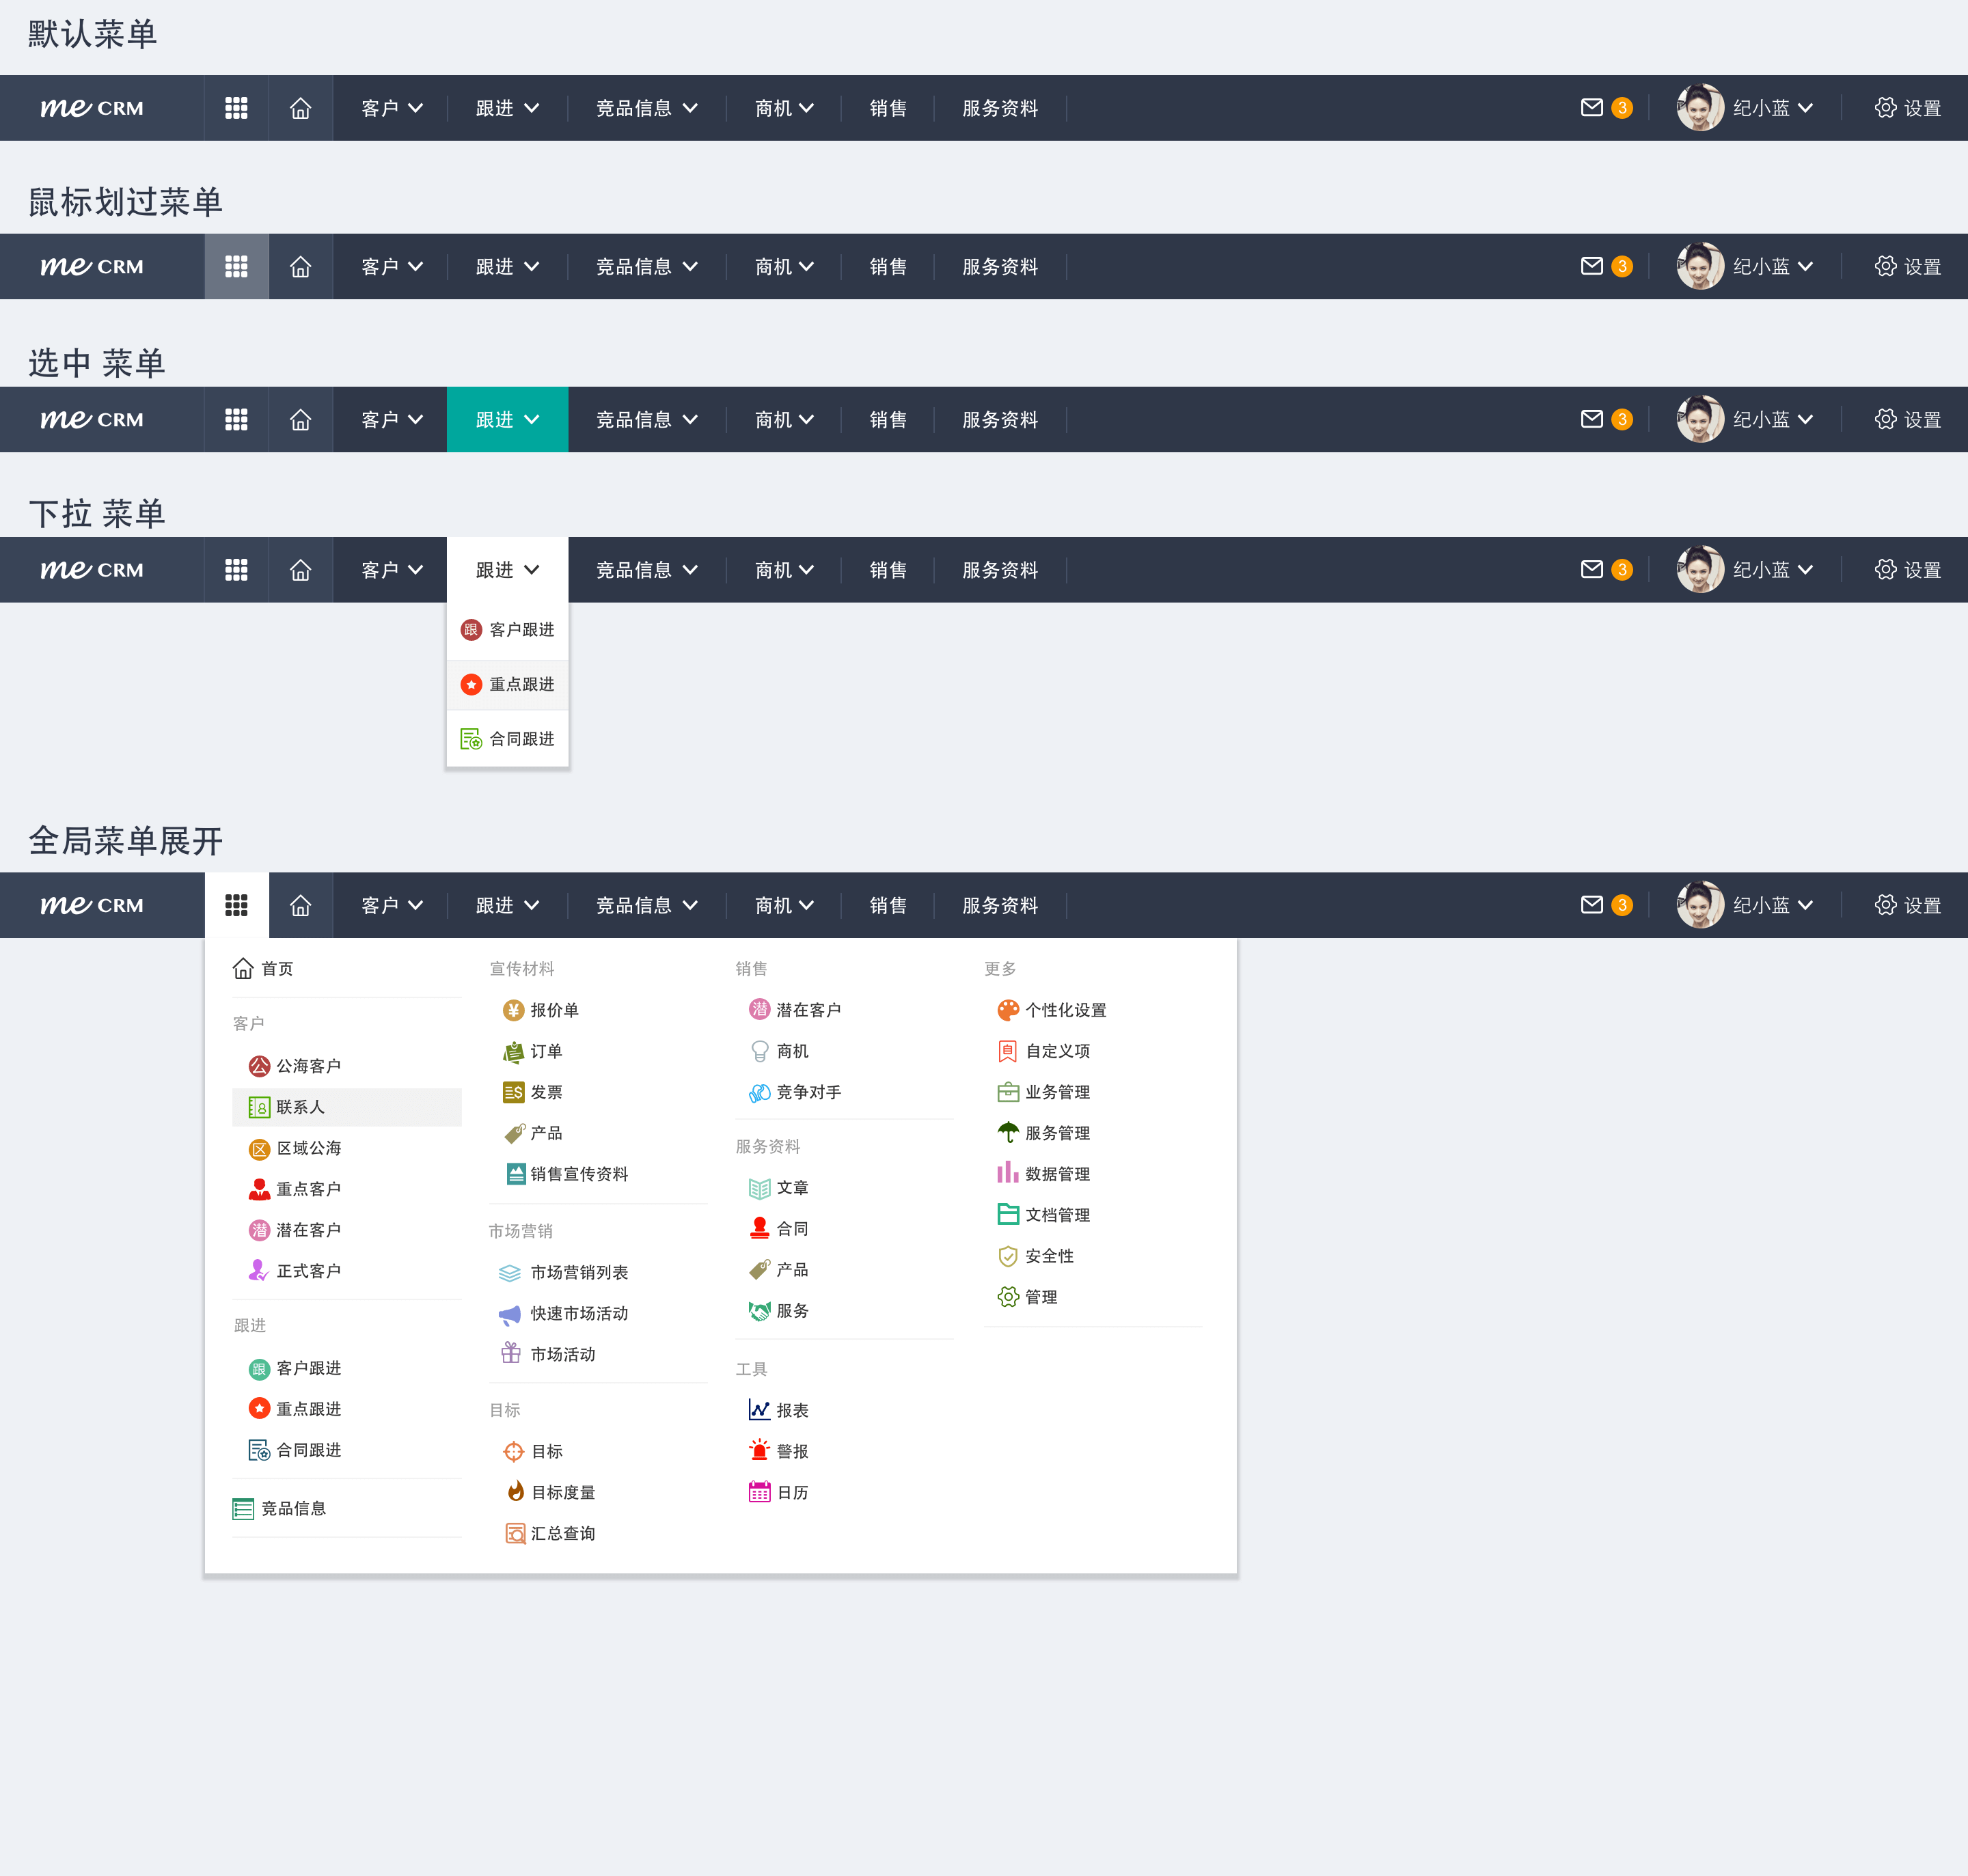 默认菜单
me CRM 客户 跟进 竞品信息 商机 销售 服务资料 3 纪小蓝 设置
鼠标划过菜单
me CRM 客户 跟进 竞品信息 商机 销售 服务资料 3 纪小蓝 设置
选中 菜单
me CRM 客户 跟进 竞品信息 商机 销售 服务资料 3 纪小蓝 设置
下拉 菜单
me CRM 客户 跟进 竞品信息 商机 销售 服务资料 3 纪小蓝 设置
跟 客户跟进
重点跟进
合同跟进
全局菜单展开
me CRM 客户 跟进 竞品信息 商机 销售 服务资料 3 纪小蓝 设置
首页
客户
公 公海客户
联系人
区 区域公海
重点客户
潜 潜在客户
正式客户
跟进
跟 客户跟进
重点跟进
合同跟进
竞品信息
宣传材料
¥ 报价单
订单
$ 发票
产品
销售宣传资料
市场营销
市场营销列表
快速市场活动
市场活动
目标
目标
目标度量
汇总查询
销售
潜 潜在客户
商机
竞争对手
服务资料
文章
合同
产品
服务
工具
报表
警报
日历
更多
个性化设置
自 自定义项
业务管理
服务管理
数据管理
文档管理
安全性
管理